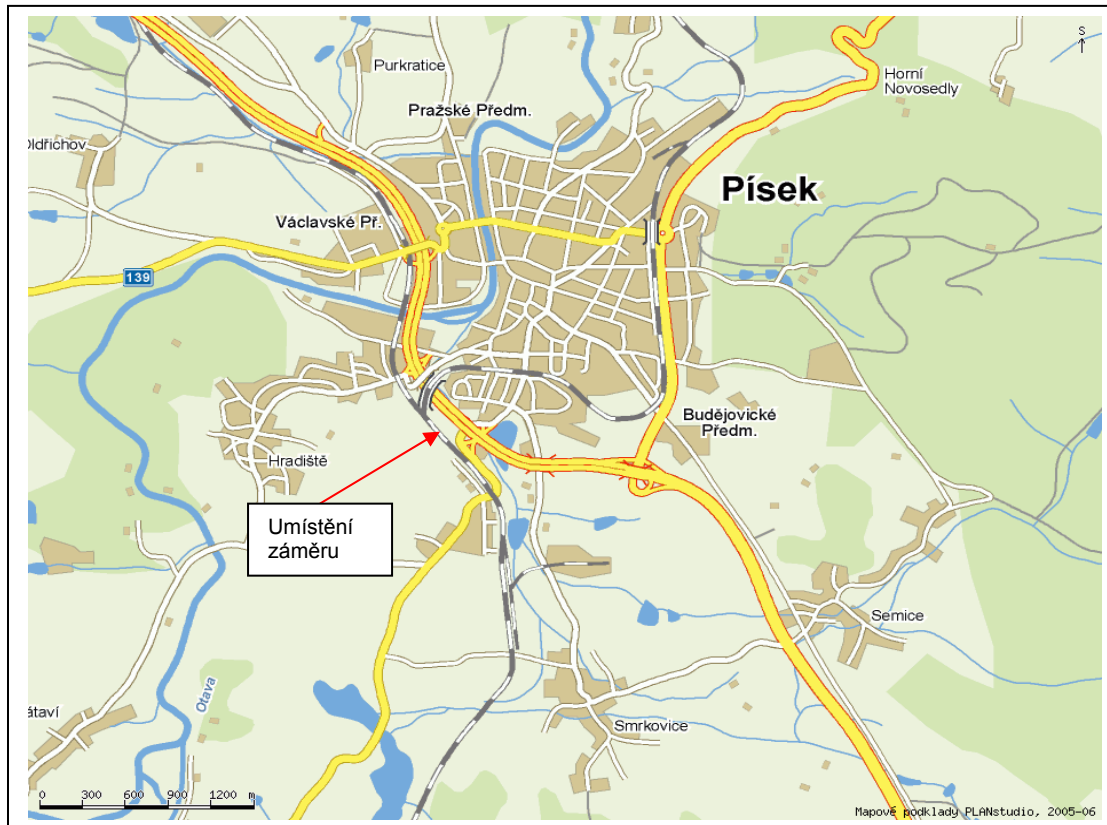 S
Purkratice
Horní
Novosedly
Pražské Předm.
Oldřichov
Písek
Václavské Př.
139
Budějovické
Předm.
Hradiště
Umístění
záměru
Semice
Otava
átaví
Smrkovice
0 300 600 900 1200 m
Mapové podklady PLANstudio, 2005-06